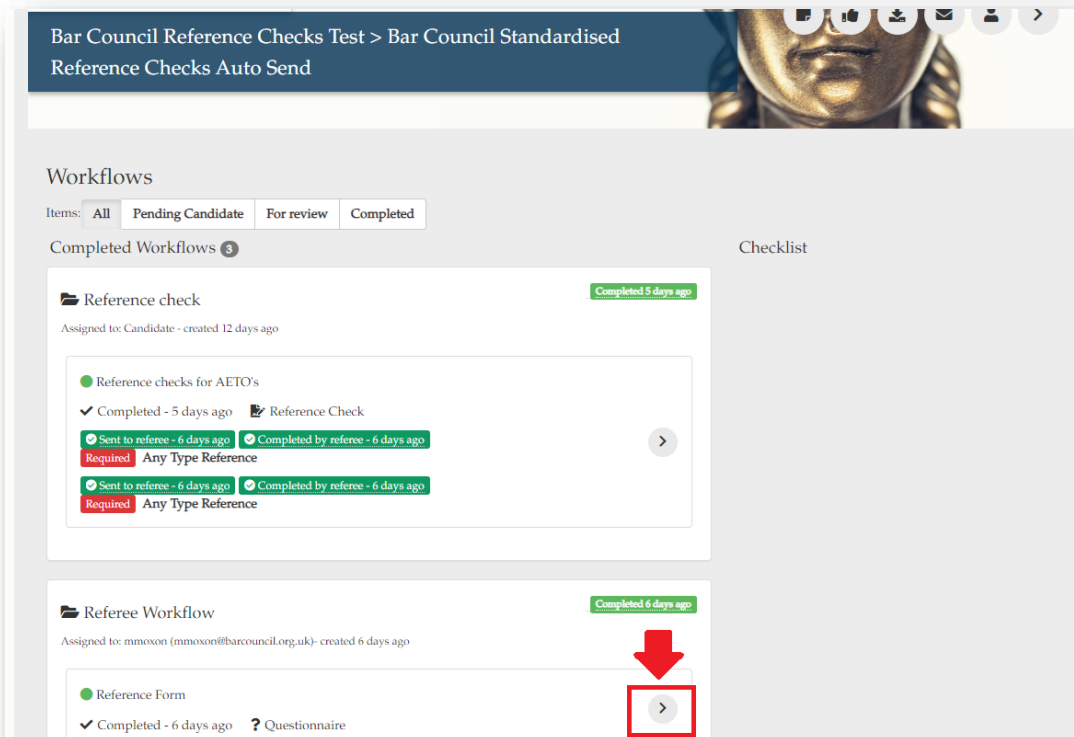 Bar Council Reference Checks Test > Bar Council Standardised
Reference Checks Auto Send
Workflows
Items: All Pending Candidate For review Completed
Completed Workflows 3
Checklist
Reference check
Completed 5 days ago
Assigned to: Candidate - created 12 days ago
Reference checks for AETO's
Completed - 5 days ago Reference Check
Sent to referee - 6 days ago Completed by referee - 6 days ago
Required Any Type Reference
Sent to referee - 6 days ago Completed by referee - 6 days ago
Required Any Type Reference
Referee Workflow
Completed 6 days ago
Assigned to: mmoxon (mmoxon@barcouncil.org.uk)- created 6 days ago
Reference Form
Completed - 6 days ago ? Questionnaire